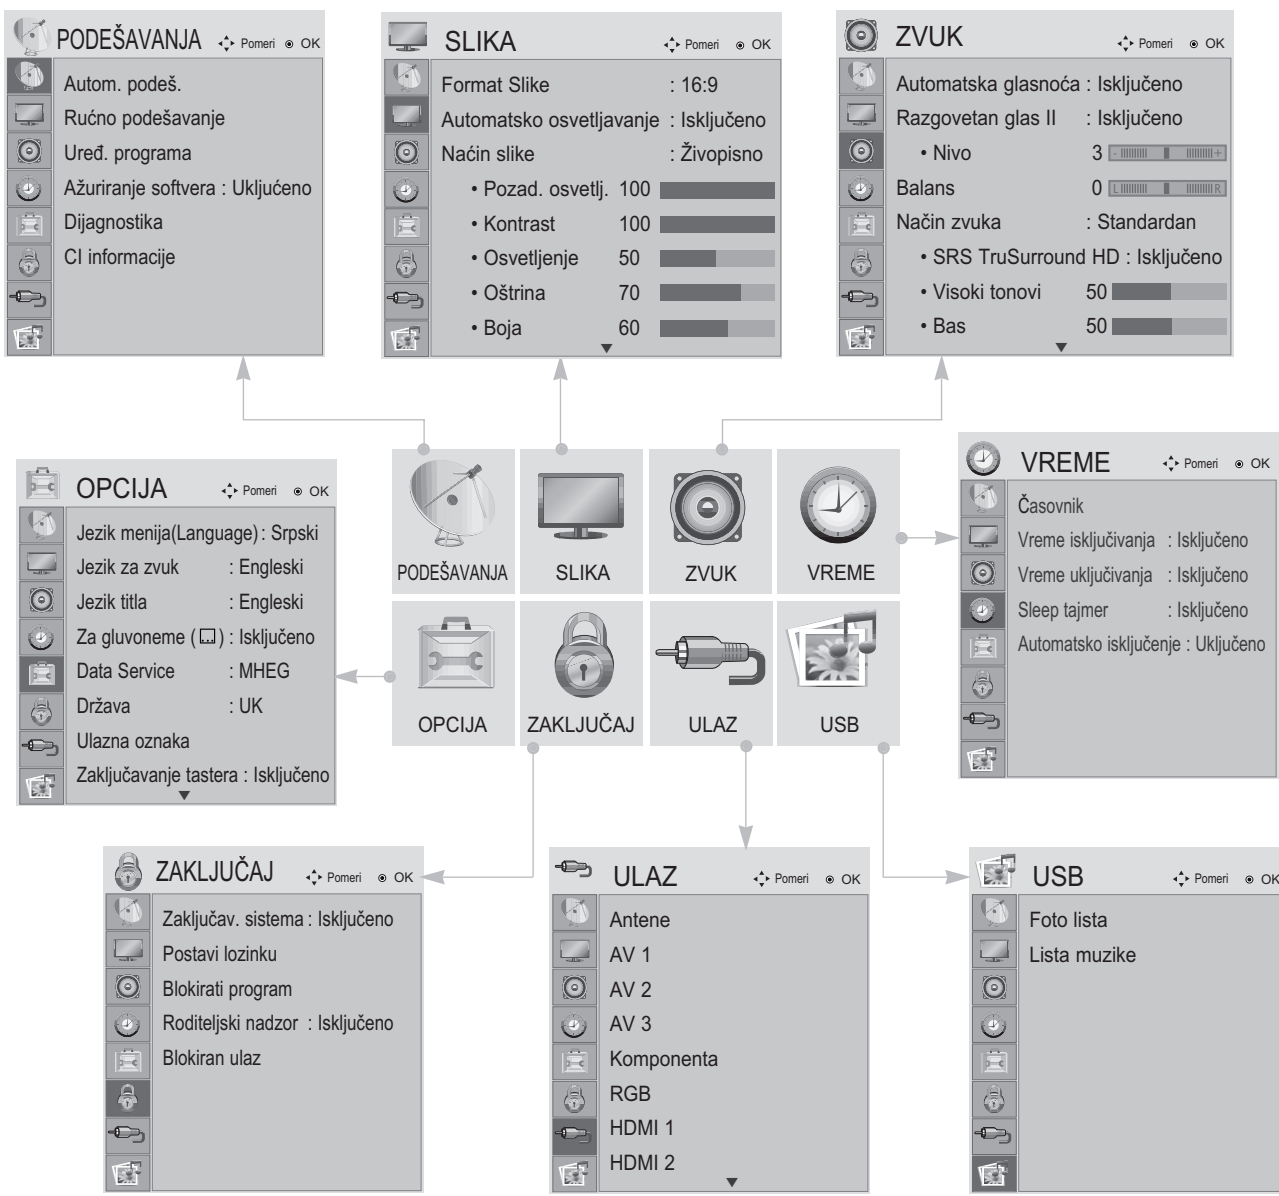 PODEŠAVANJA Pomeri OK
Autom. podeš.
Rućno podešavanje
Uređ. programa
Ažuriranje softvera : Ukljućeno
Dijagnostika
CI informacije
SLIKA Pomeri OK
Format Slike : 16:9
Automatsko osvetljavanje : Isključeno
Naćin slike : Živopisno
• Pozad. osvetlj. 100
• Kontrast 100
• Osvetljenje 50
• Oštrina 70
• Boja 60
ZVUK Pomeri OK
Automatska glasnoća : Isključeno
Razgovetan glas II : Isključeno
• Nivo 3 - +
Balans 0 L R
Način zvuka : Standardan
• SRS TruSurround HD : Isključeno
• Visoki tonovi 50
• Bas 50
OPCIJA Pomeri OK
Jezik menija(Language) : Srpski
Jezik za zvuk : Engleski
Jezik titla : Engleski
Za gluvoneme ( ) : Isključeno
Data Service : MHEG
Država : UK
Ulazna oznaka
Zaključavanje tastera : Isključeno
PODEŠAVANJA SLIKA ZVUK VREME
OPCIJA ZAKLJUČAJ ULAZ USB
VREME Pomeri OK
Časovnik
Vreme isključivanja : Isključeno
Vreme uključivanja : Isključeno
Sleep tajmer : Isključeno
Automatsko isključenje : Uključeno
ZAKLJUČAJ Pomeri OK
Zaključav. sistema : Isključeno
Postavi lozinku
Blokirati program
Roditeljski nadzor : Isključeno
Blokiran ulaz
ULAZ Pomeri OK
Antene
AV 1
AV 2
AV 3
Komponenta
RGB
HDMI 1
HDMI 2
USB Pomeri OK
Foto lista
Lista muzike